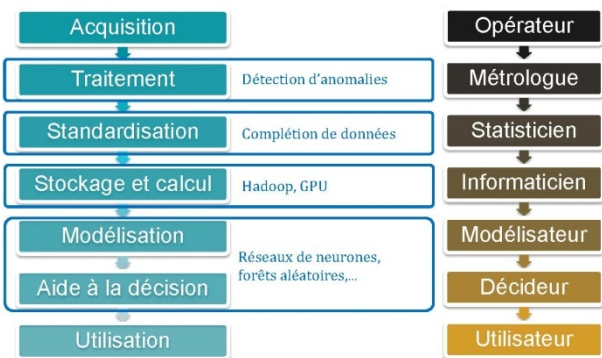 Acquisition
Opérateur
Traitement
Détection d'anomalies
Métrologue
Standardisation
Complétion de données
Statisticien
Stockage et calcul
Hadoop, GPU
Informaticien
Modélisation
Modélisateur
Réseaux de neurones,
forêts aléatoires,...
Aide à la décision
Décideur
Utilisation
Utilisateur